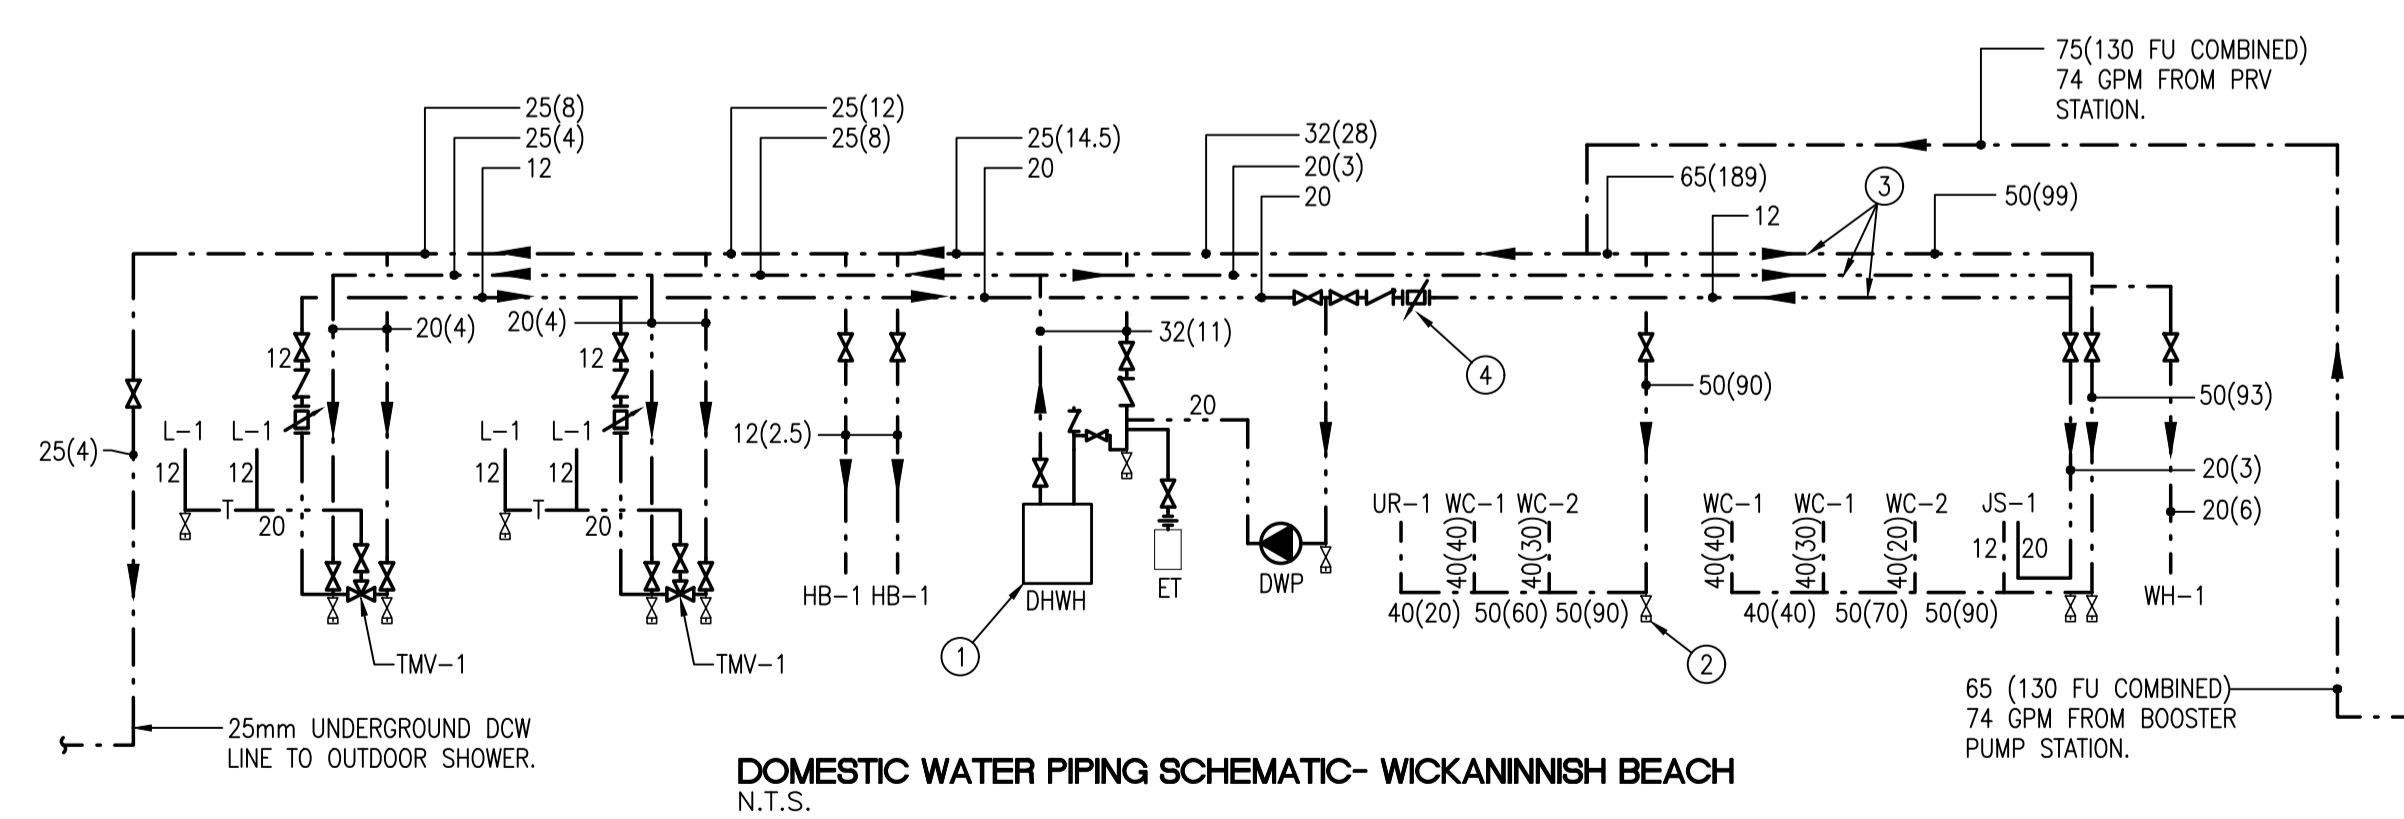 75(130 FU COMBINED)
74 GPM FROM PRV
STATION.
25(8)
25(4)
12
25(12)
25(8)
25(14.5)
20
32(28)
20(3)
20
65(189)
12
3
50(99)
20(4)
20(4)
32(11)
12
12
4
50(90)
50(93)
20
25(4)
L-1
L-1
12
12
T
20
L-1
L-1
12
12
T
20
12(2.5)
20(3)
20(6)
UR-1
WC-1
WC-2
40(40)
40(30)
WC-1
WC-1
WC-2
JS-1
40(40)
40(30)
40(20)
12
20
HB-1
HB-1
DHWH
ET
DWP
40(20)
50(60)
50(90)
40(40)
50(70)
50(90)
WH-1
1
2
TMV-1
TMV-1
65 (130 FU COMBINED)
74 GPM FROM BOOSTER
PUMP STATION.
25mm UNDERGROUND DCW
LINE TO OUTDOOR SHOWER.
DOMESTIC WATER PIPING SCHEMATIC- WICKANINNISH BEACH
N.T.S.